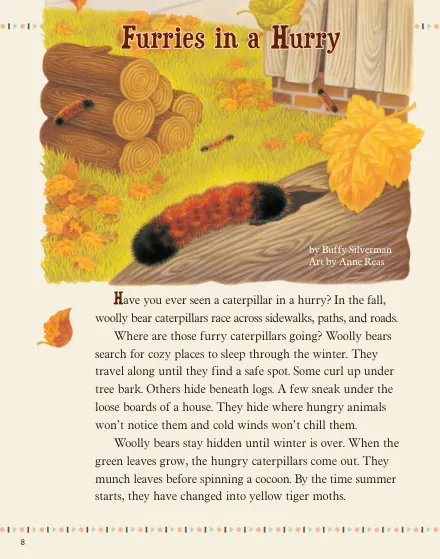 Furries in a Hurry
by Buffy Silverman
Art by Anne Reas
Have you ever seen a caterpillar in a hurry? In the fall,
woolly bear caterpillars race across sidewalks, paths, and roads.
Where are those furry caterpillars going? Woolly bears
search for cozy places to sleep through the winter. They
travel along until they find a safe spot. Some curl up under
tree bark. Others hide beneath logs. A few sneak under the
loose boards of a house. They hide where hungry animals
won’t notice them and cold winds won’t chill them.
Woolly bears stay hidden until winter is over. When the
green leaves grow, the hungry caterpillars come out. They
munch leaves before spinning a cocoon. By the time summer
starts, they have changed into yellow tiger moths.
8